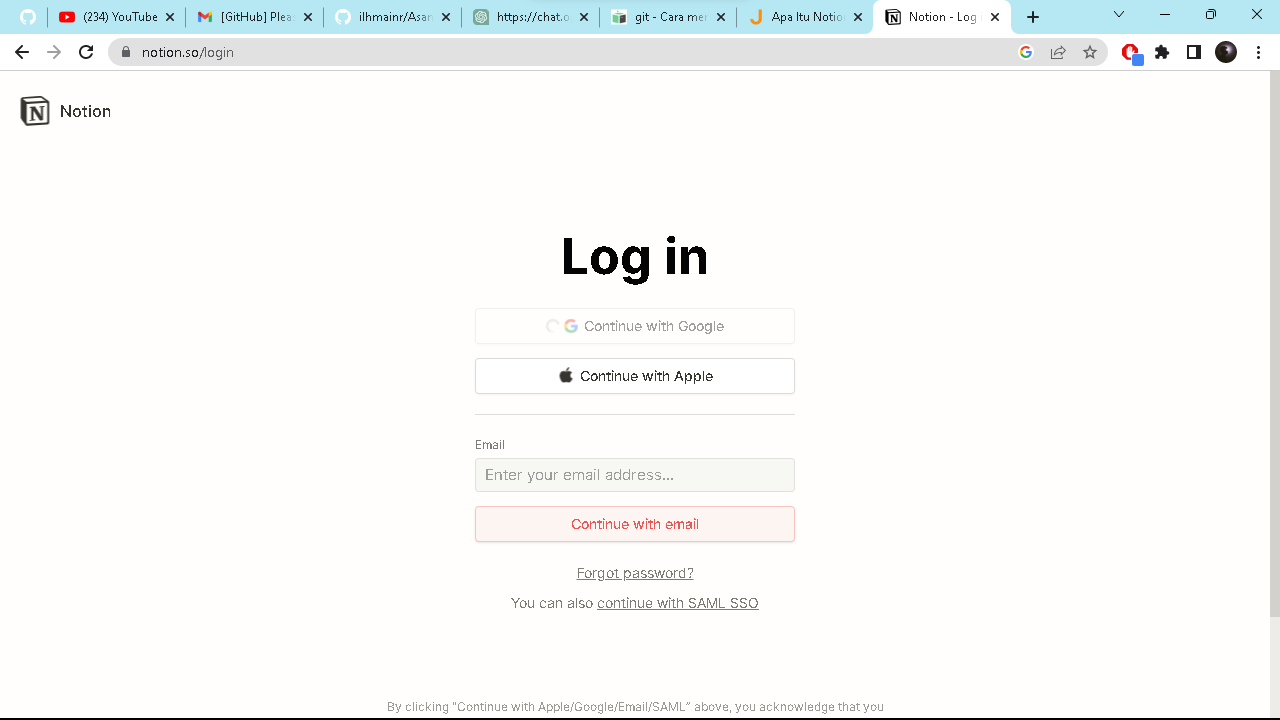 (234) YouTube
[GitHub] Plea
ilhmainr/Asar
https://chat.o
git - Cara mer
Apa Itu Notio
Notion - Log
notion.so/login
Notion
Log in
Continue with Google
Continue with Apple
Email
Enter your email address...
Continue with email
Forgot password?
You can also continue with SAML SSO
By clicking "Continue with Apple/Google/Email/SAML" above, you acknowledge that you